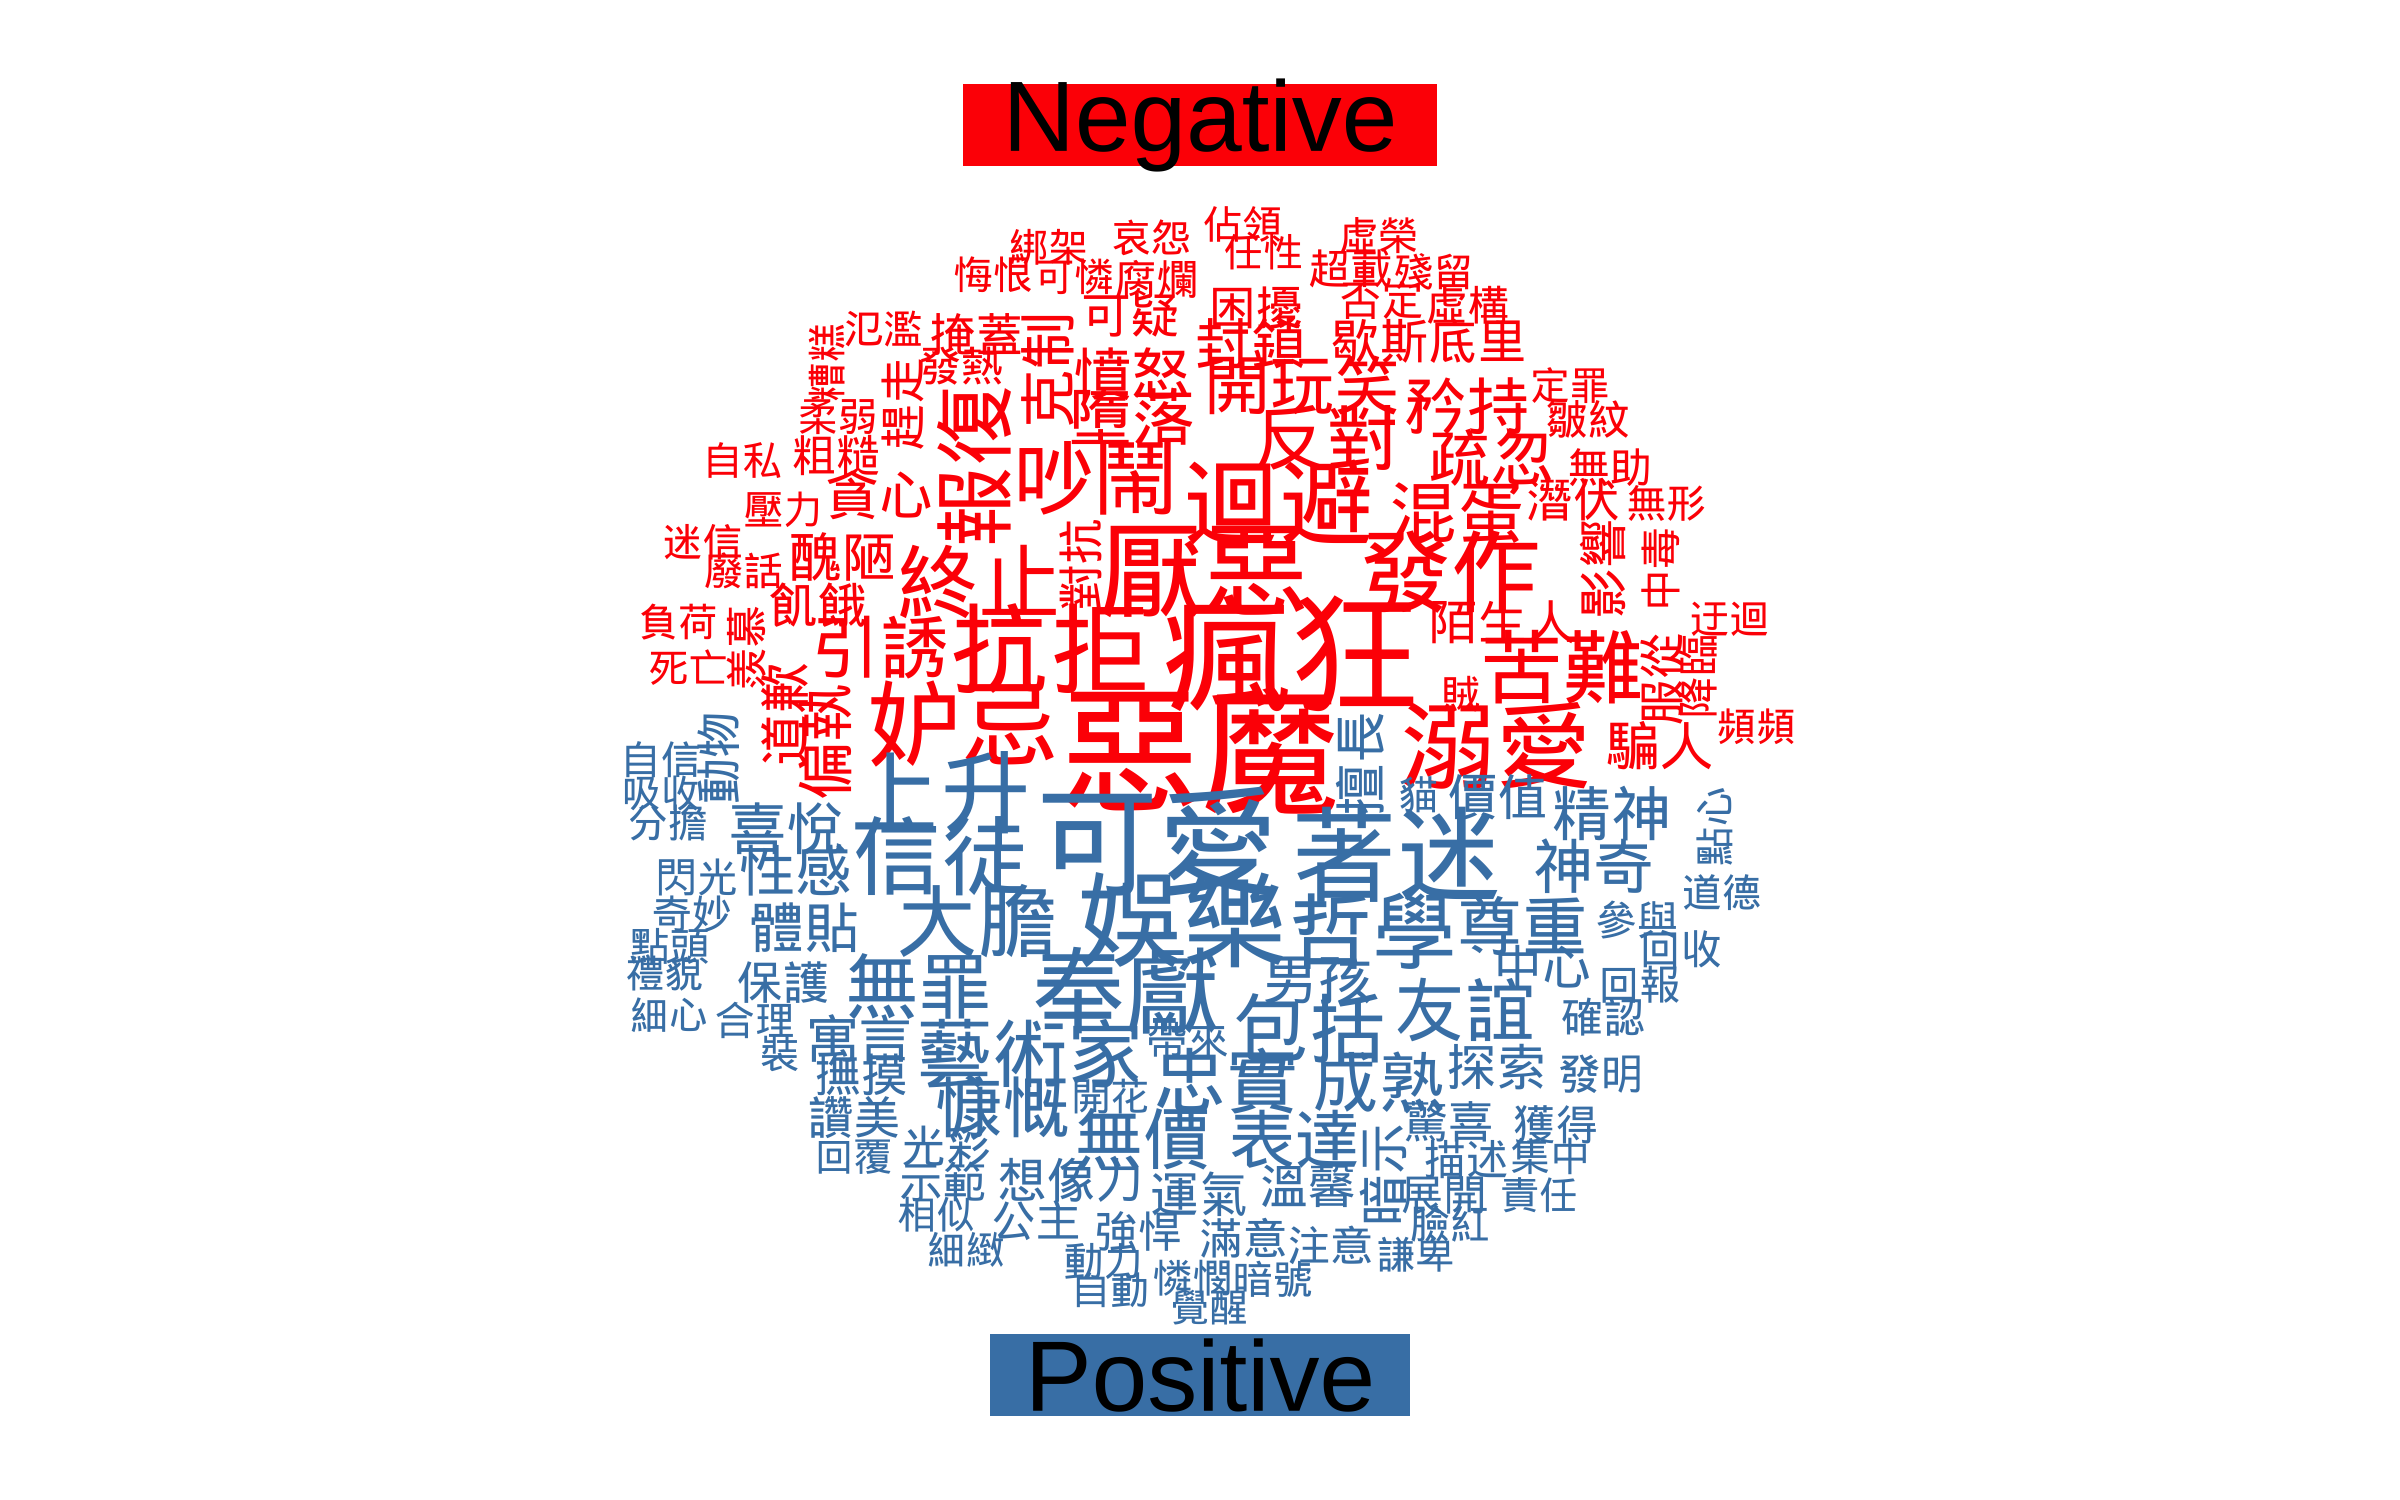 Negative
佔領
虛榮
哀怨
綁架
任性
超載
殘留
悔恨
可憐
腐爛
困擾
否定
虛構
可疑
氾濫
掩蓋
克制
封鎖
歇斯底里
糟糕
發熱
趕走
憤怒
開玩笑
矜持
定罪
柔弱
報復
墮落
反對
皺紋
自私
粗糙
吵鬧
疏忽
無助
貪心
迴避
混蛋
潛伏
無形
壓力
迷信
廢話
醜陋
終止
對抗
厭惡
發作
影響
中毒
飢餓
負荷
羨慕
引誘
抗拒
瘋狂
陌生人
迂迴
死亡
道歉
偏執
苦難
服從
降臨
賊
妒忌
惡魔
溺愛
騙人
頻頻
自信
動物
擅長
吸收
上升
貓
價值
精神
點心
分擔
喜悅
信徒
可愛
著迷
性感
神奇
閃光
道德
奇妙
體貼
大膽
娛樂
哲學
尊重
參與
點頭
中心
回收
禮貌
保護
無罪
奉獻
男孩
回報
細心
合理
包括
友誼
確認
裝
寓言
藝術家
帶來
撫摸
忠實
成熟
探索
發明
慷慨
開花
讚美
無價
表達
驚喜
獲得
回覆
光彩
啓示
描述
集中
示範
想像力
運氣
溫馨
展開
責任
相似
公主
強悍
滿意
注意
臉紅
細緻
動力
謙卑
自動
憐憫
暗號
覺醒
Positive